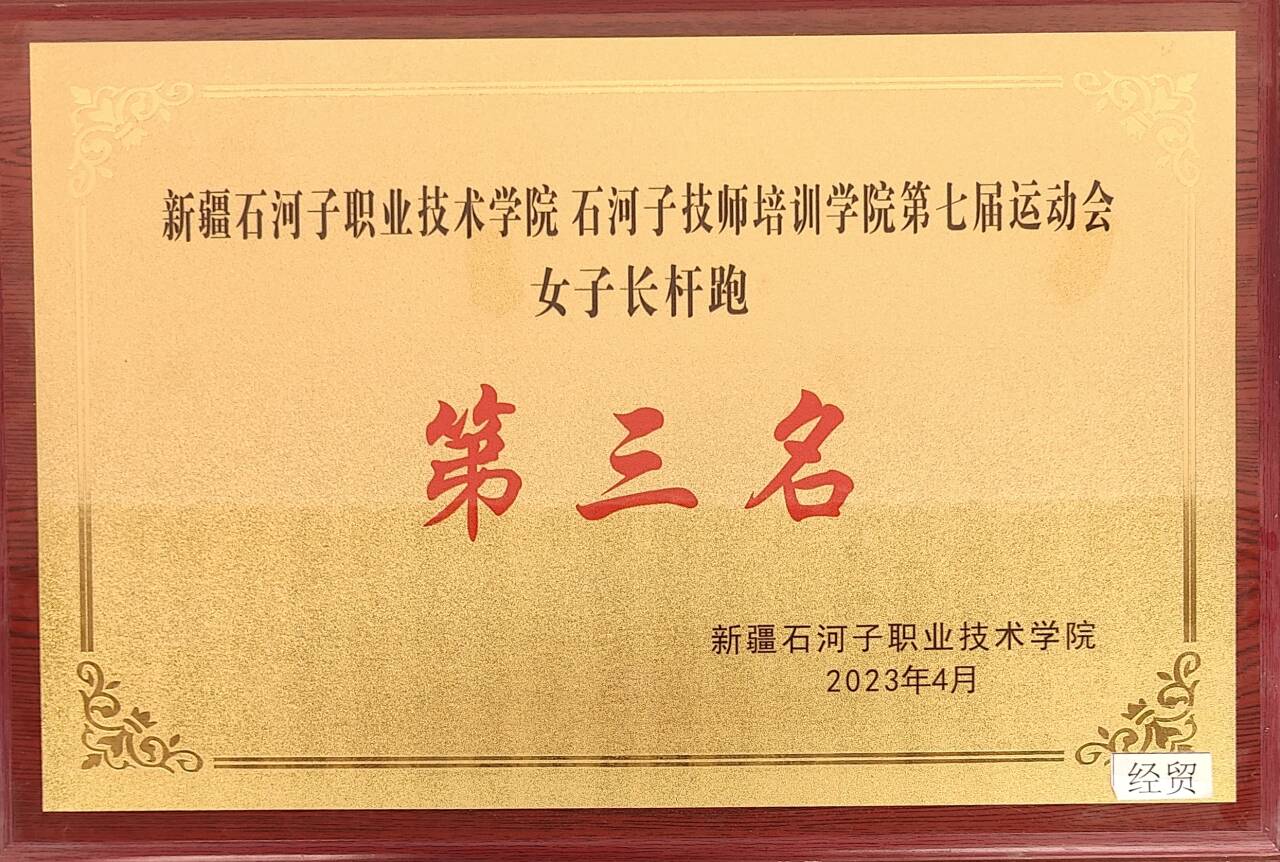 新疆石河子职业技术学院 石河子技师培训学院第七届运动会
女子长杆跑
第三名
新疆石河子职业技术学院
2023年4月
经贸